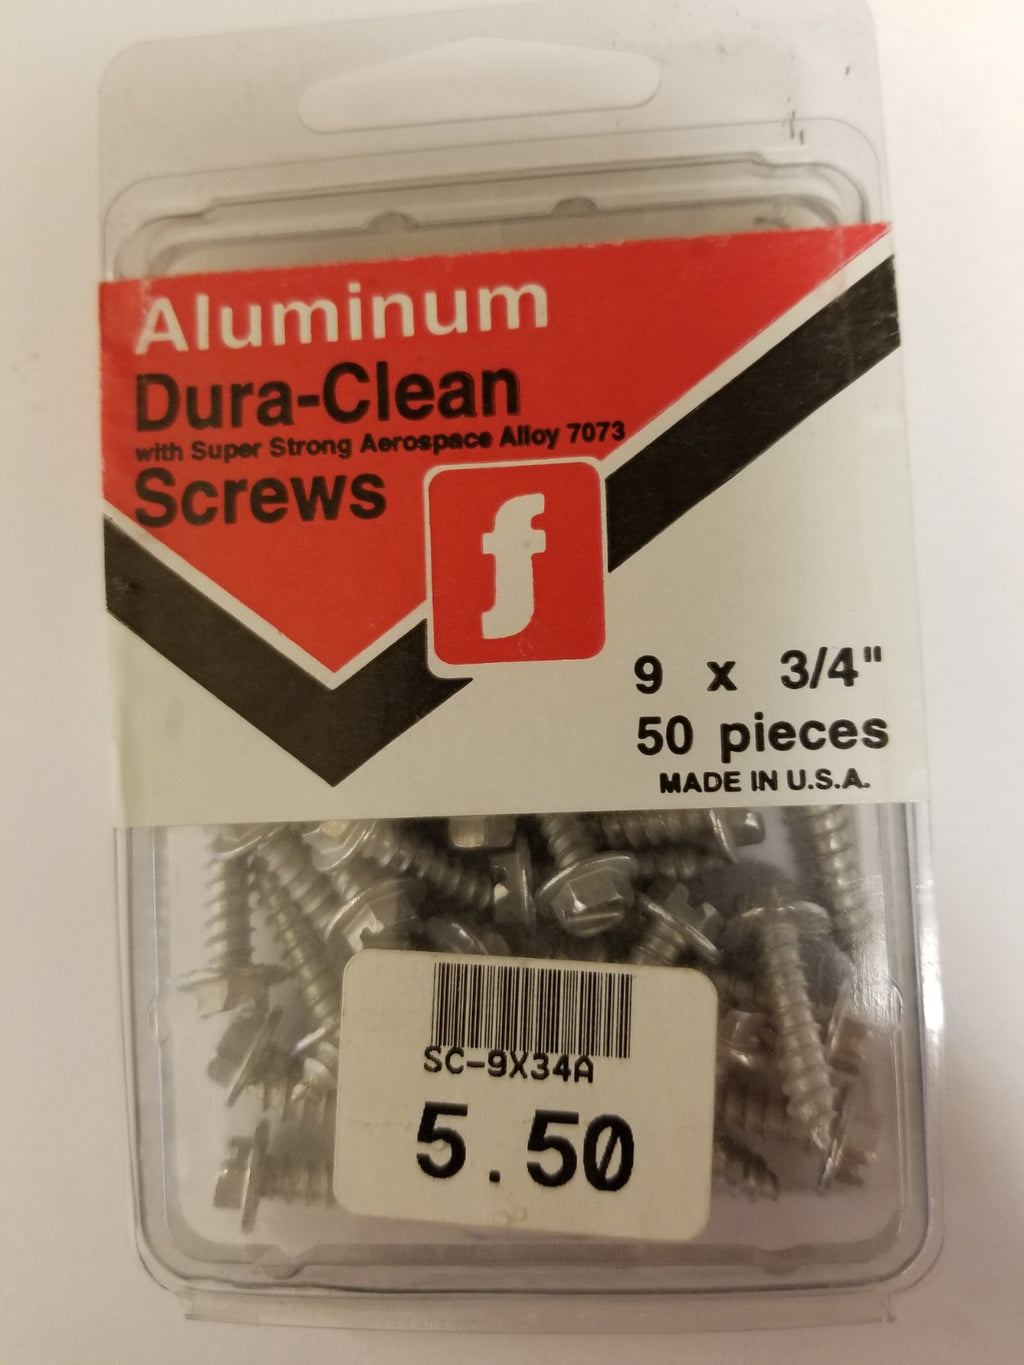 Aluminum
Dura-Clean
with Super Strong Aerospace Alloy 7073
Screws
f
9 x 3/4"
50 pieces
MADE IN U.S.A.
SC-9X34A
5.50